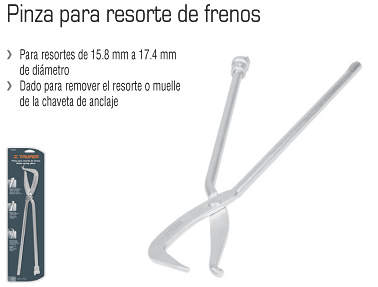 Pinza para resorte de frenos
› Para resortes de 15.8 mm a 17.4 mm
de diámetro
› Dado para remover el resorte o muelle
de la chaveta de anclaje
TRUPER